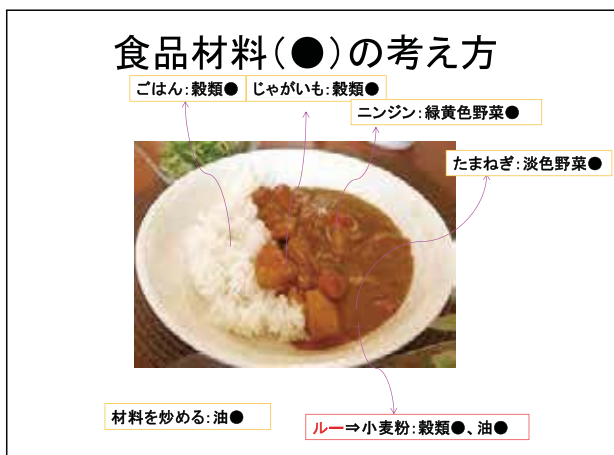 食品材料(●)の考え方
ごはん:穀類●
じゃがいも:穀類●
ニンジン:緑黄色野菜●
たまねぎ:淡色野菜●
材料を炒める:油●
ルー⇒小麦粉:穀類●、油●